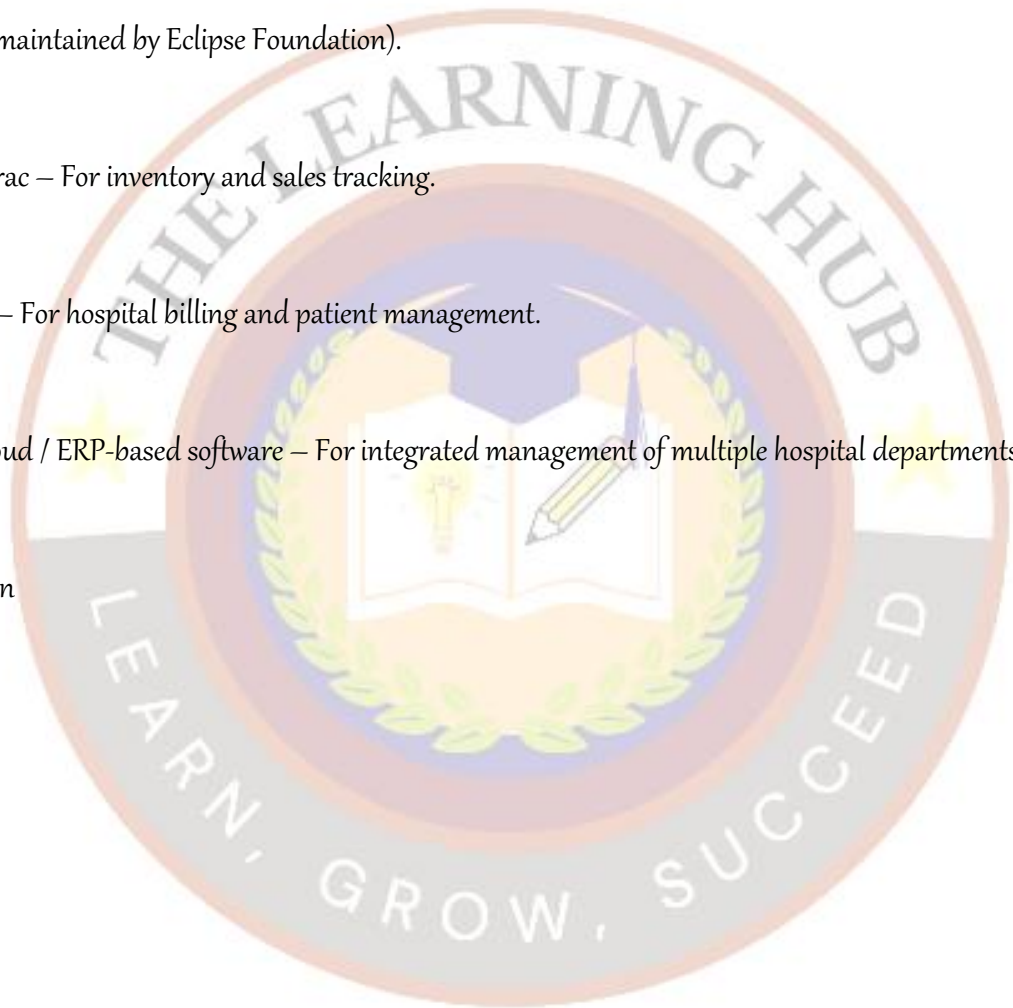 maintained by Eclipse Foundation).
rac – For inventory and sales tracking.
– For hospital billing and patient management.
ud / ERP-based software – For integrated management of multiple hospital departments
n
THE LEARNING HUB
LEARN, GROW, SUCCEED